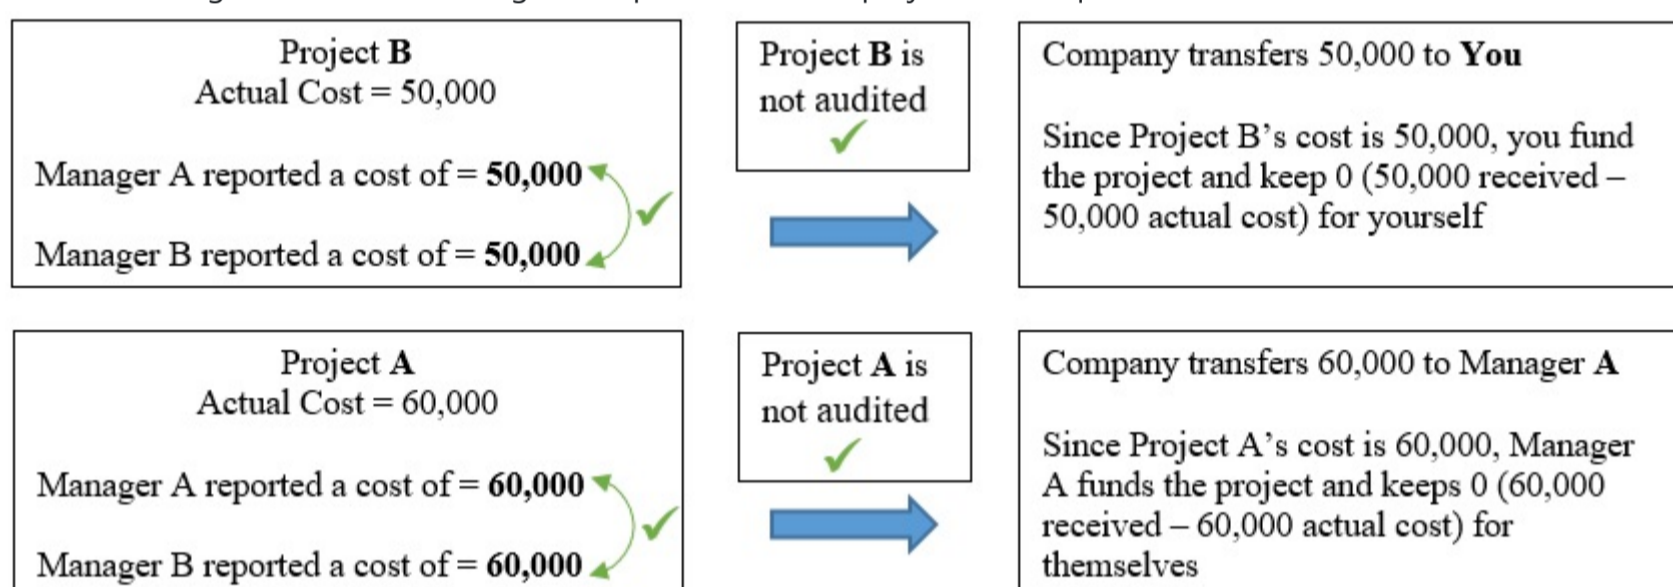 Project B
Actual Cost = 50,000
Manager A reported a cost of = 50,000
Manager B reported a cost of = 50,000
Project B is
not audited
Company transfers 50,000 to You
Since Project B's cost is 50,000, you fund
the project and keep 0 (50,000 received –
50,000 actual cost) for yourself
Project A
Actual Cost = 60,000
Manager A reported a cost of = 60,000
Manager B reported a cost of = 60,000
Project A is
not audited
Company transfers 60,000 to Manager A
Since Project A's cost is 60,000, Manager
A funds the project and keeps 0 (60,000
received – 60,000 actual cost) for
themselves